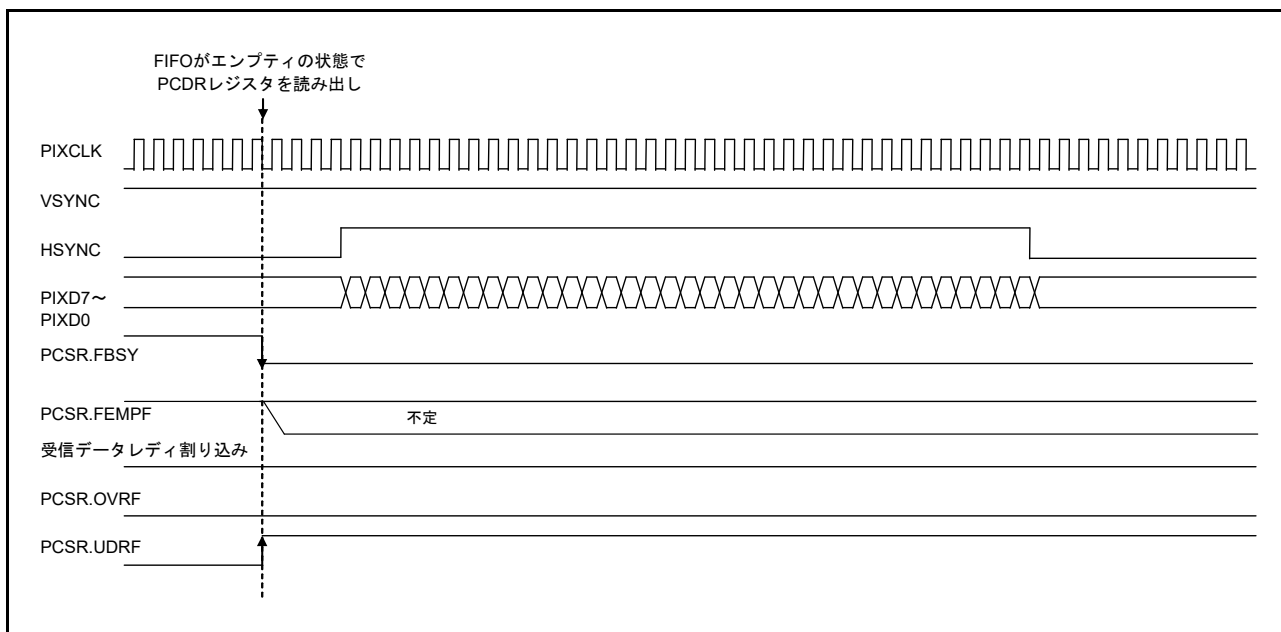 FIFOがエンプティの状態で
PCDRレジスタを読み出し
PIXCLK
VSYNC
HSYNC
PIXD7～
PIXD0
PCSR.FBSY
PCSR.FEMPF
不定
受信データレディ割り込み
PCSR.OVRF
PCSR.UDRF